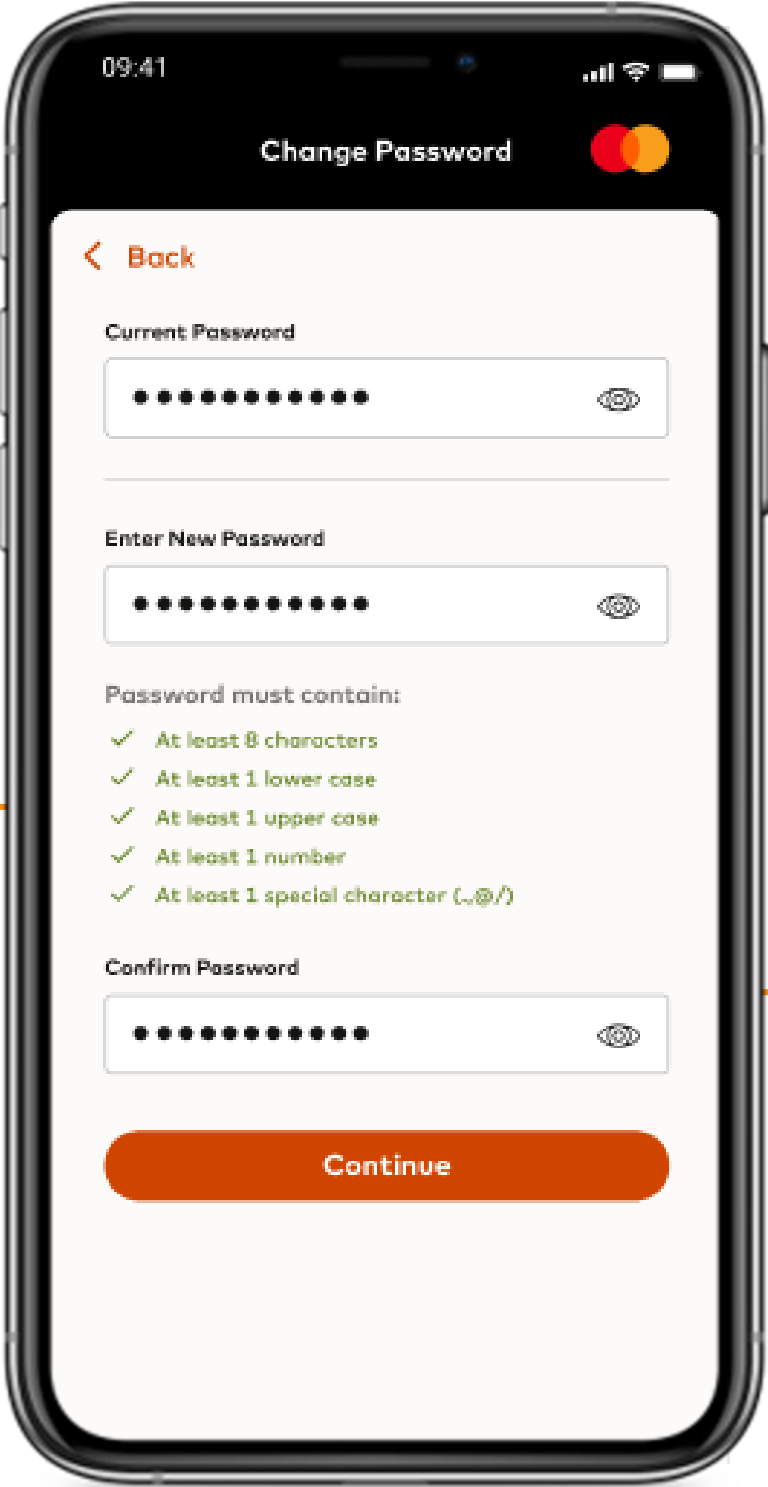 09:41
Change Password
Back
Current Password
•••••••••••
Enter New Password
•••••••••••
Password must contain:
At least 8 characters
At least 1 lower case
At least 1 upper case
At least 1 number
At least 1 special character (.,@/)
Confirm Password
•••••••••••
Continue